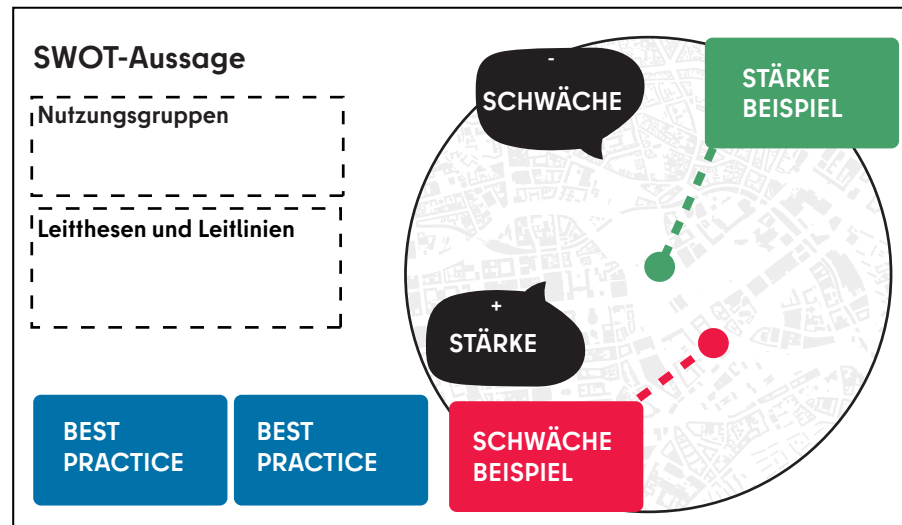 SWOT-Aussage
Nutzungsgruppen
Leitthesen und Leitlinien
BEST
PRACTICE
BEST
PRACTICE
-
SCHWÄCHE
STÄRKE
BEISPIEL
+
STÄRKE
SCHWÄCHE
BEISPIEL